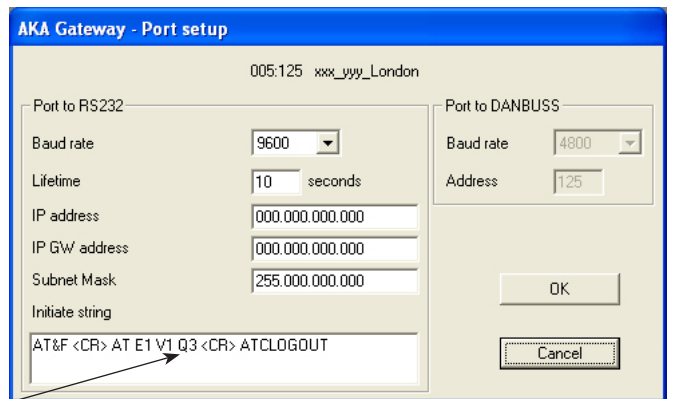 AKA Gateway - Port setup
005:125 xxx_yyy_London
Port to RS232
Baud rate 9600
Lifetime 10 seconds
IP address 000.000.000.000
IP GW address 000.000.000.000
Subnet Mask 255.000.000.000
Initiate string
AT&F <CR> AT E1 V1 Q3 <CR> ATCLOGOUT
Port to DANBUSS
Baud rate 4800
Address 125
OK
Cancel